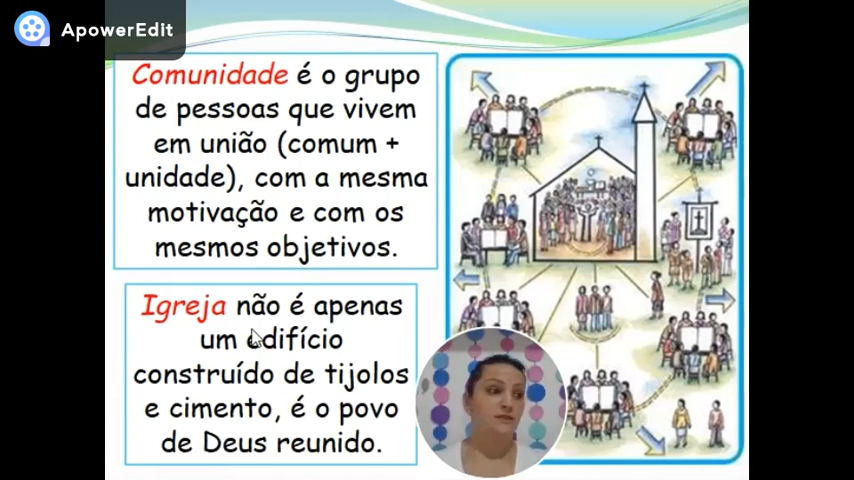 ApowerEdit
Comunidade é o grupo
de pessoas que vivem
em união (comum +
unidade), com a mesma
motivação e com os
mesmos objetivos.
Igreja não é apenas
um edifício
construído de tijolos
e cimento, é o povo
de Deus reunido.